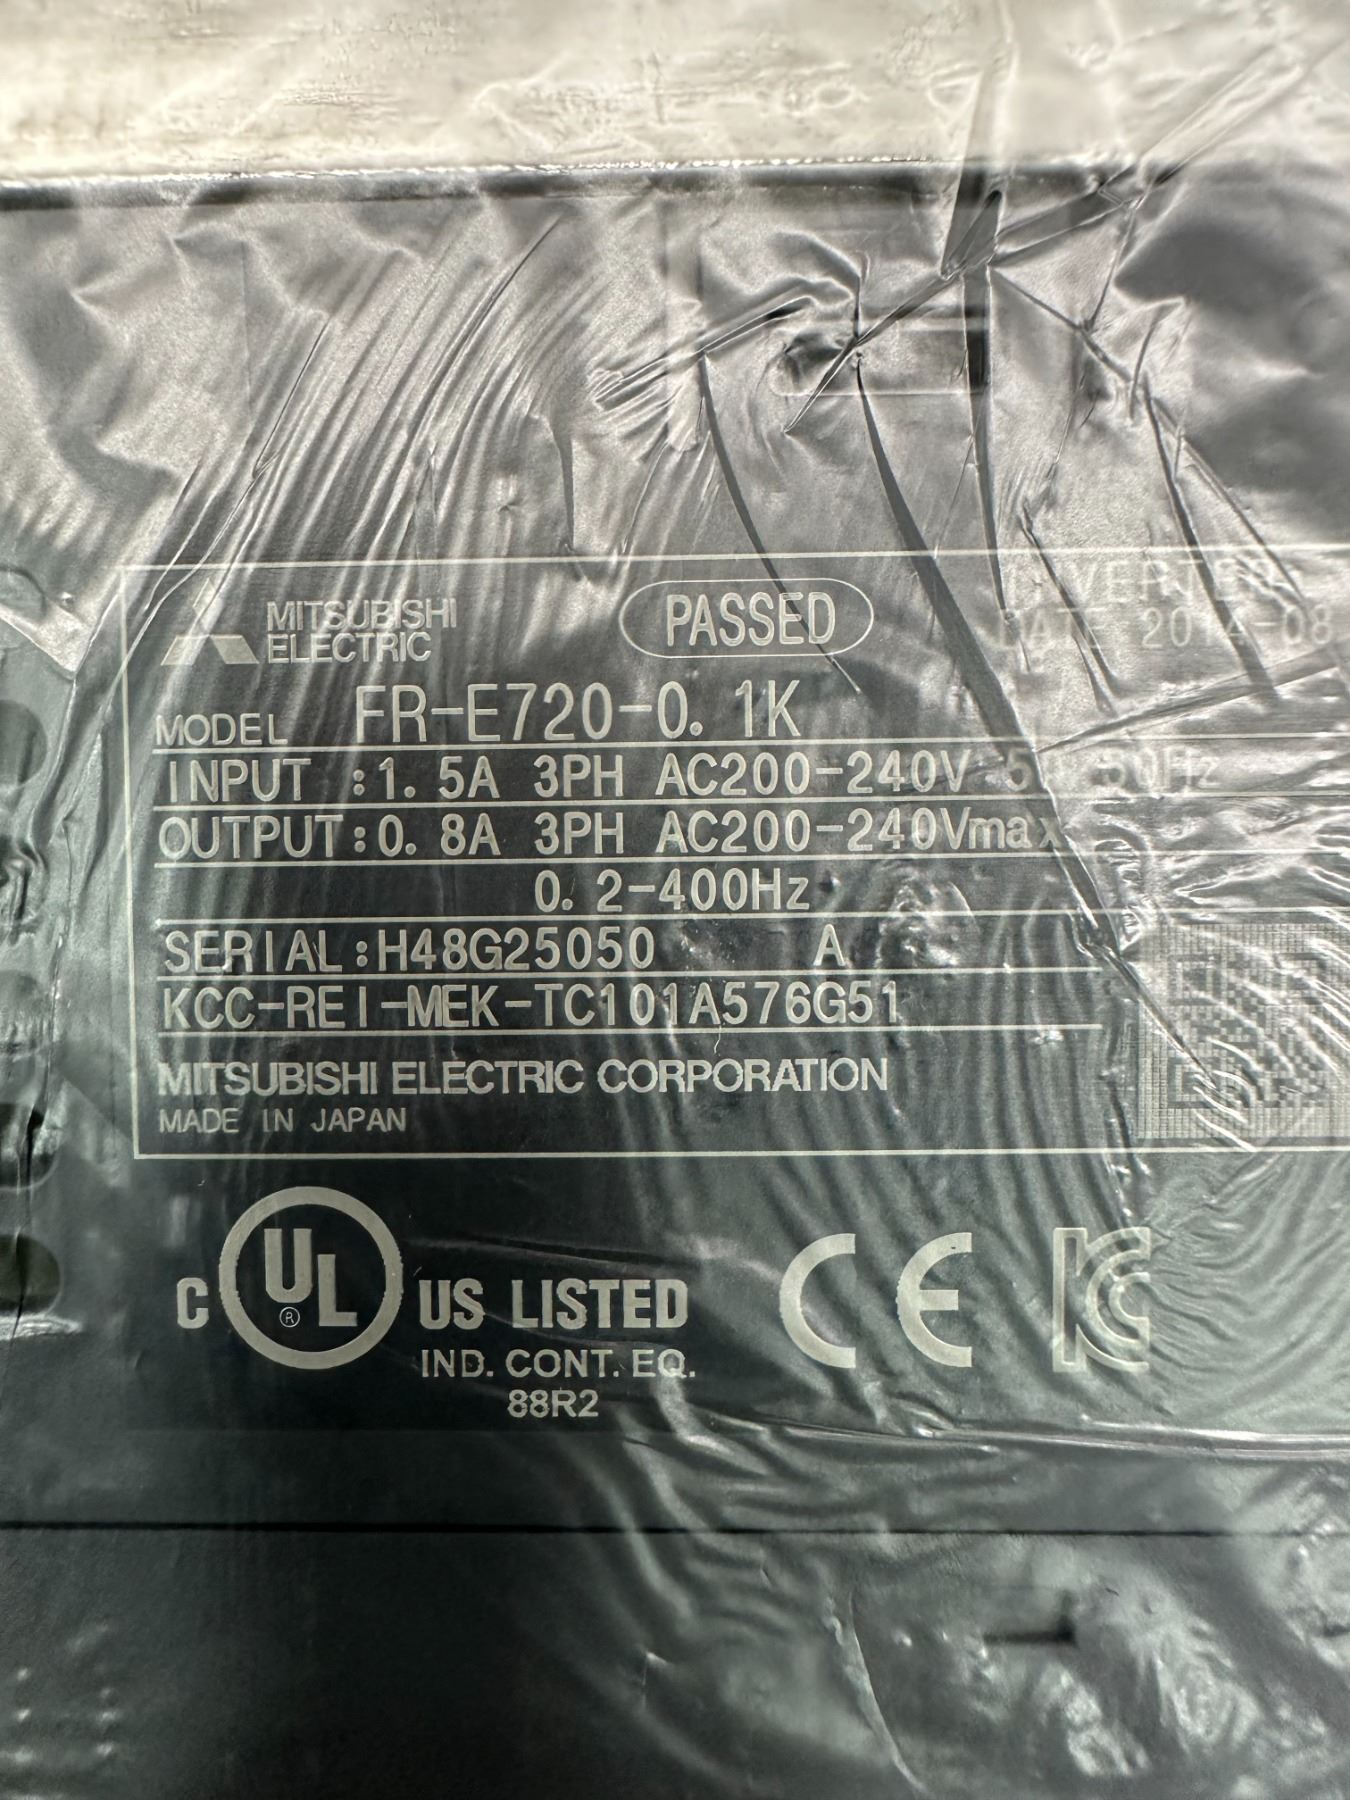 MITSUBISHI
ELECTRIC
PASSED
MODEL FR-E720-0.1K
INPUT :1.5A 3PH AC200-240V
OUTPUT:0.8A 3PH AC200-240Vmax
0.2-400Hz
SERIAL:H48G25050 A
KCC-REI-MEK-TC101A576G51
MITSUBISHI ELECTRIC CORPORATION
MADE IN JAPAN
C UL ® US LISTED
IND. CONT. EQ.
88R2
CE